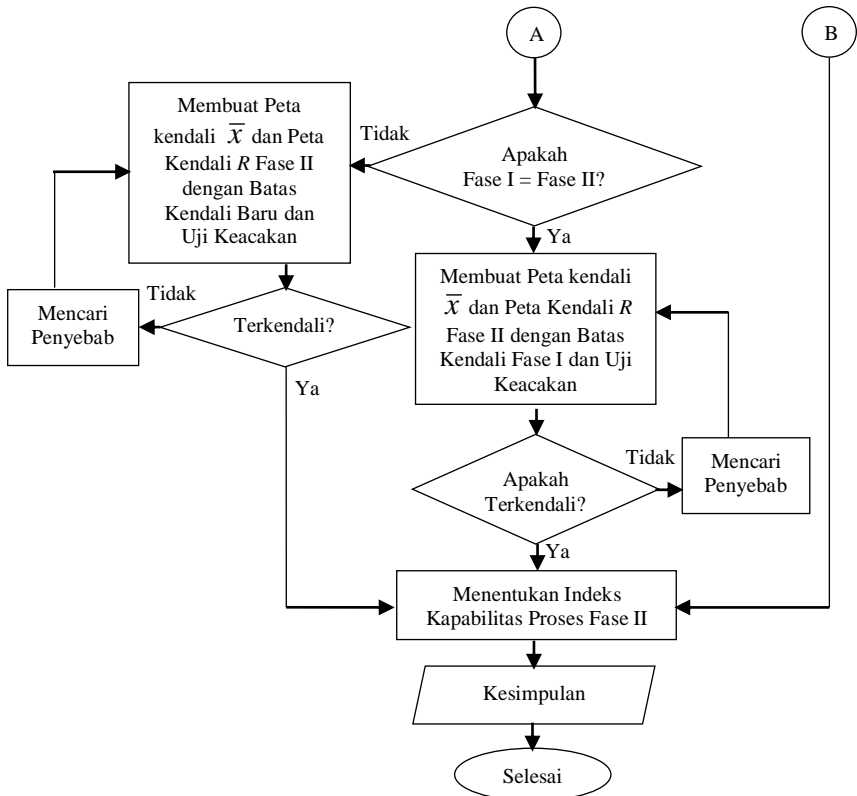 A
B
Membuat Peta
kendali x̅ dan Peta
Kendali R Fase II
dengan Batas
Kendali Baru dan
Uji Keacakan
Tidak
Apakah
Fase I = Fase II?
Ya
Mencari
Penyebab
Tidak
Terkendali?
Ya
Membuat Peta kendali
x̅ dan Peta Kendali R
Fase II dengan Batas
Kendali Fase I dan Uji
Keacakan
Apakah
Terkendali?
Tidak
Mencari
Penyebab
Ya
Menentukan Indeks
Kapabilitas Proses Fase II
Kesimpulan
Selesai